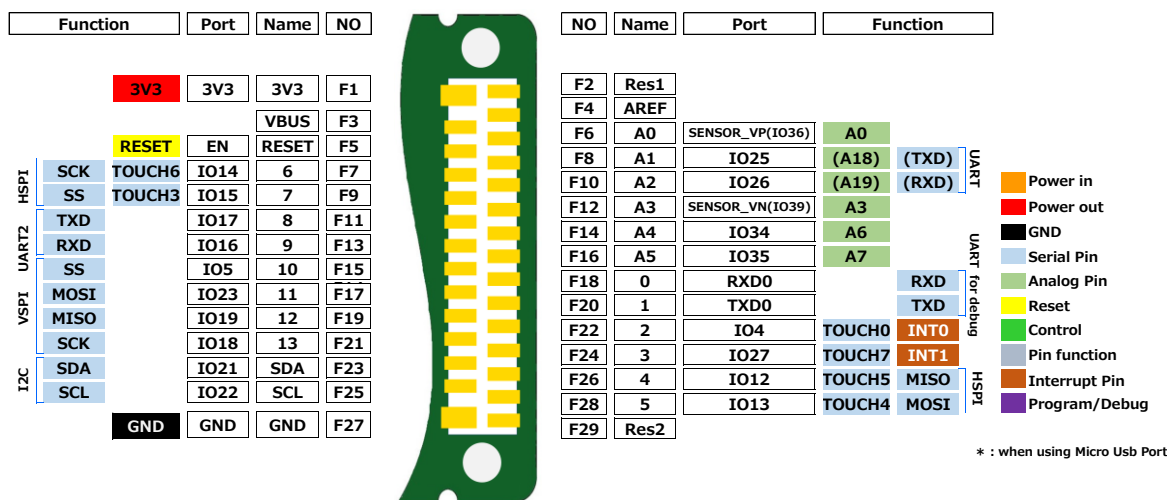 Function Port Name NO
3V3 3V3 3V3 F1
VBUS F3
RESET EN RESET F5
SCK TOUCH6 IO14 6 F7
SS TOUCH3 IO15 7 F9
HSPI
TXD IO17 8 F11
RXD IO16 9 F13
UART2
SS IO5 10 F15
MOSI IO23 11 F17
MISO IO19 12 F19
SCK IO18 13 F21
VSPI
SDA IO21 SDA F23
SCL IO22 SCL F25
I2C
GND GND GND F27
NO Name Port Function
F2 Res1
F4 AREF
F6 A0 SENSOR_VP(IO36) A0
F8 A1 IO25 (A18) (TXD)
F10 A2 IO26 (A19) (RXD)
UART
F12 A3 SENSOR_VN(IO39) A3
F14 A4 IO34 A6
F16 A5 IO35 A7
F18 0 RXD0 RXD
F20 1 TXD0 TXD
UART for debug
F22 2 IO4 TOUCH0 INT0
F24 3 IO27 TOUCH7 INT1
F26 4 IO12 TOUCH5 MISO
F28 5 IO13 TOUCH4 MOSI
HSPI
F29 Res2
Power in
Power out
GND
Serial Pin
Analog Pin
Reset
Control
Pin function
Interrupt Pin
Program/Debug
* : when using Micro Usb Port